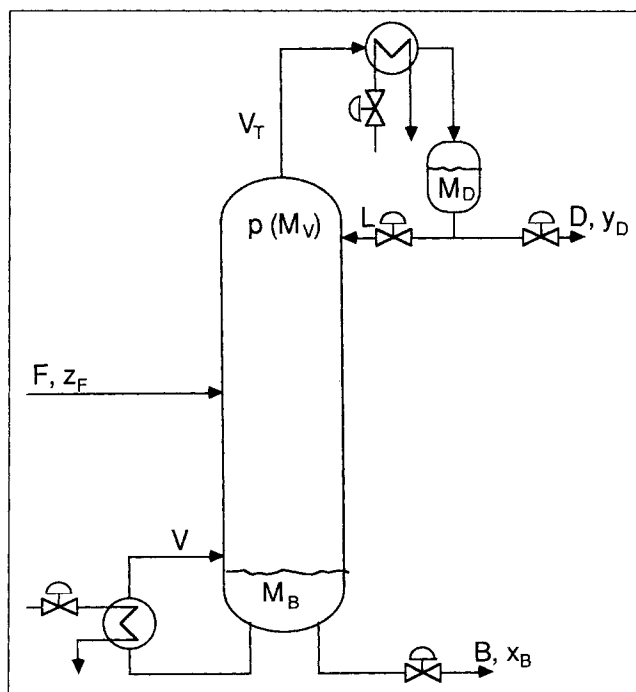 V_T
M_D
p (M_V)
L
D, y_D
F, z_F
V
M_B
B, x_B